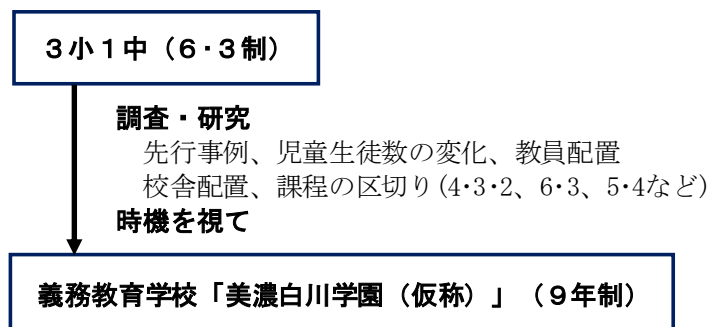 ３小１中（６･３制）
調査・研究
先行事例、児童生徒数の変化、教員配置
校舎配置、課程の区切り(4･3･2、6･3、5･4など)
時機を視て
義務教育学校「美濃白川学園（仮称）」（９年制）